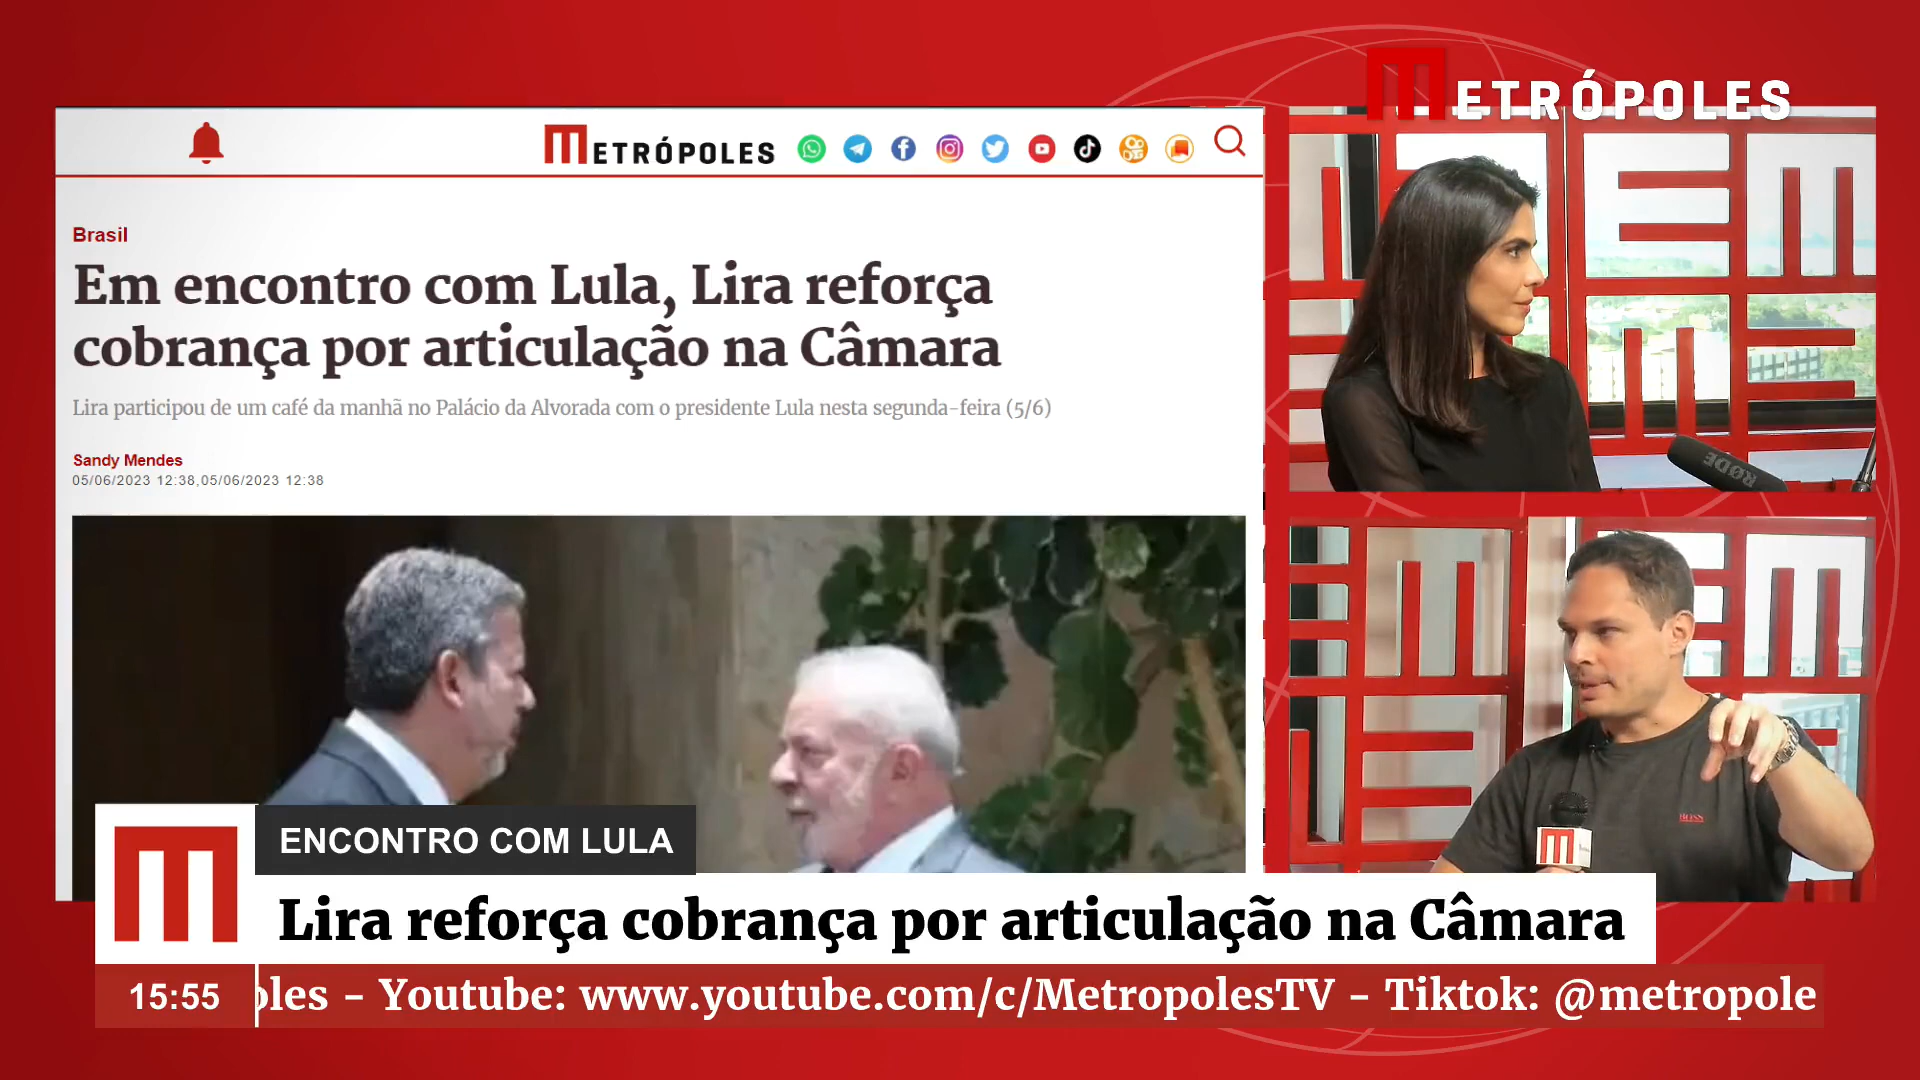 METRÓPOLES
METRÓPOLES
Brasil
Em encontro com Lula, Lira reforça
cobrança por articulação na Câmara
Lira participou de um café da manhã no Palácio da Alvorada com o presidente Lula nesta segunda-feira (5/6)
Sandy Mendes
05/06/2023 12:38,05/06/2023 12:38
RØDE
BOSS
M
M
ENCONTRO COM LULA
Lira reforça cobrança por articulação na Câmara
15:55
oles - Youtube: www.youtube.com/c/MetropolesTV - Tiktok: @metropole